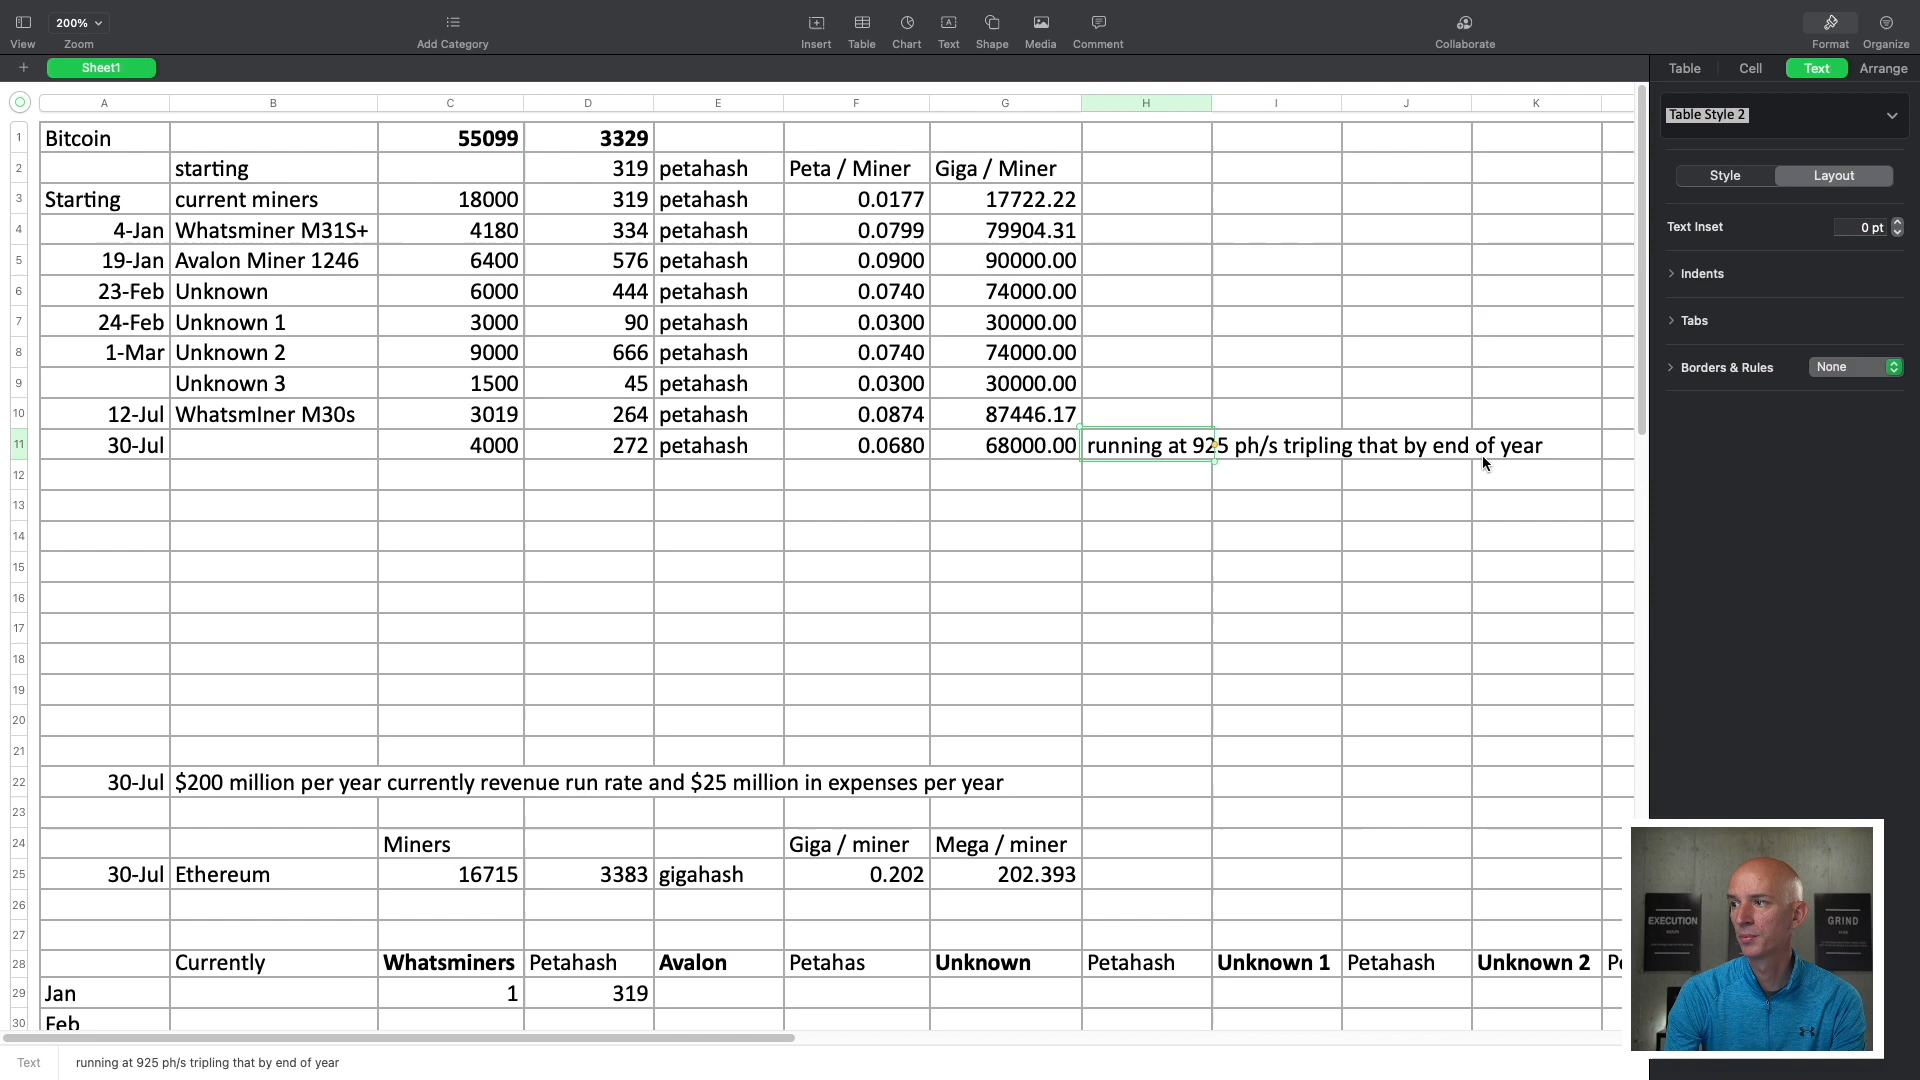 200%
View Zoom Add Category Insert Table Chart Text Shape Media Comment Collaborate Format Organize
Sheet1
Table Cell Text Arrange
A B C D E F G H I J K
Table Style 2
1 Bitcoin 55099 3329
2 starting 319 petahash Peta / Miner Giga / Miner
Style Layout
3 Starting current miners 18000 319 petahash 0.0177 17722.22
4 4-Jan Whatsminer M31S+ 4180 334 petahash 0.0799 79904.31
Text Inset 0 pt
5 19-Jan Avalon Miner 1246 6400 576 petahash 0.0900 90000.00
Indents
6 23-Feb Unknown 6000 444 petahash 0.0740 74000.00
7 24-Feb Unknown 1 3000 90 petahash 0.0300 30000.00
Tabs
8 1-Mar Unknown 2 9000 666 petahash 0.0740 74000.00
Borders & Rules None
9 Unknown 3 1500 45 petahash 0.0300 30000.00
10 12-Jul WhatsmIner M30s 3019 264 petahash 0.0874 87446.17
11 30-Jul 4000 272 petahash 0.0680 68000.00 running at 925 ph/s tripling that by end of year
12
13
14
15
16
17
18
19
20
21
22 30-Jul $200 million per year currently revenue run rate and $25 million in expenses per year
23
24 Miners Giga / miner Mega / miner
25 30-Jul Ethereum 16715 3383 gigahash 0.202 202.393
26
27
28 Currently Whatsminers Petahash Avalon Petahas Unknown Petahash Unknown 1 Petahash Unknown 2
29 Jan 1 319
30 Feb
EXECUTION GRIND
Text running at 925 ph/s tripling that by end of year